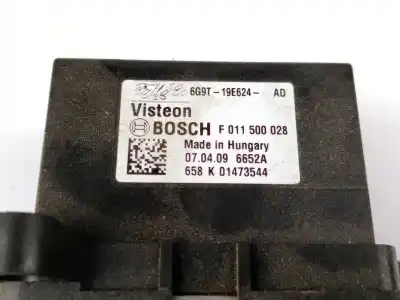 6G9T-19E624- AD
Visteon
BOSCH F 011 500 028
Made in Hungary
07.04.09 6652A
658 K 01473544